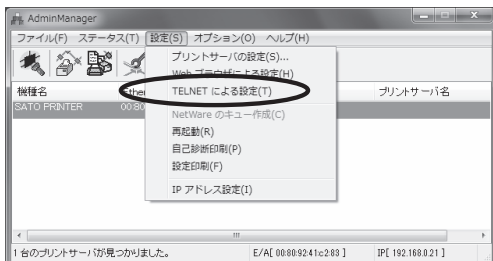 AdminManager
ファイル(F) ステータス(T) 設定(S) オプション(O) ヘルプ(H)
プリントサーバの設定(S)...
Web ブラウザによる設定(H)
TELNET による設定(T)
NetWare のキュー作成(C)
再起動(R)
自己診断印刷(P)
設定印刷(F)
IP アドレス設定(I)
機種名 プリントサーバ名
SATO PRINTER 00:80
1 台のプリントサーバが見つかりました。 E/A[ 00:80:92:41:c2:83 ] IP[ 192.168.0.21 ]